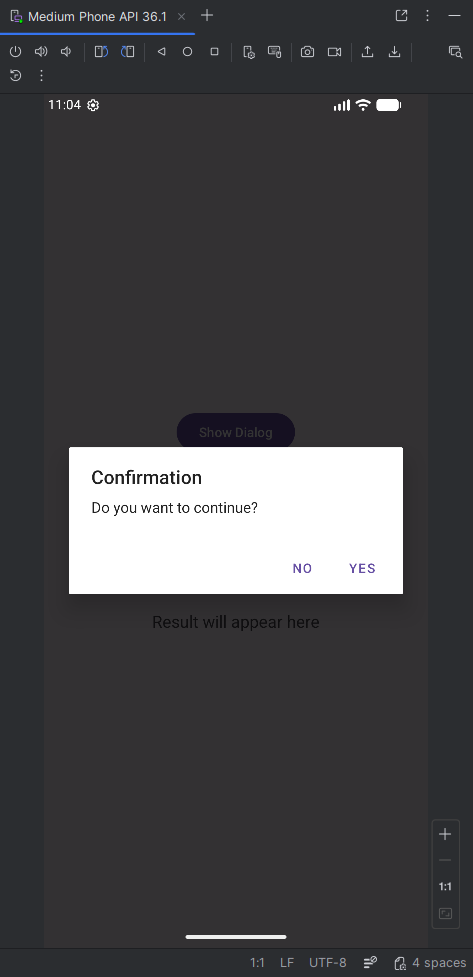 Medium Phone API 36.1
11:04
Show Dialog
Confirmation
Do you want to continue?
NO YES
Result will appear here
1:1
1:1 LF UTF-8 4 spaces